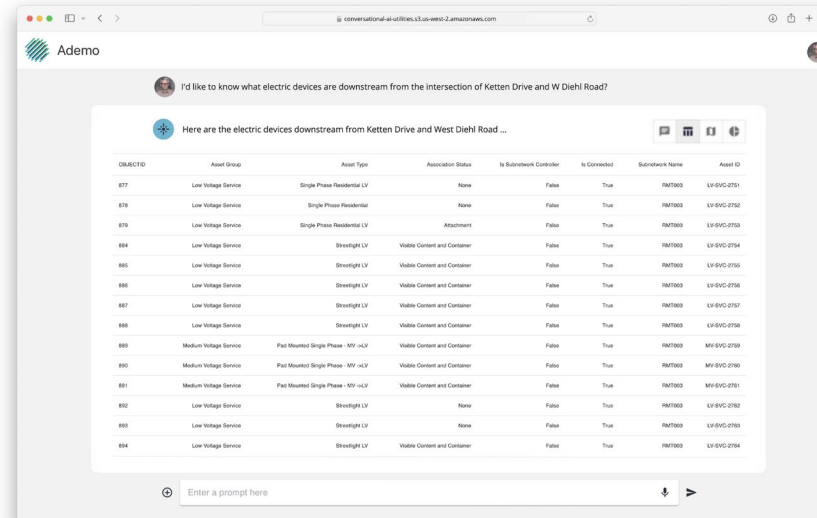 conversational-ai-utilities.s3.us-west-2.amazonaws.com
Ademo
I'd like to know what electric devices are downstream from the intersection of Ketten Drive and W Diehl Road?
Here are the electric devices downstream from Ketten Drive and West Diehl Road ...
OBJECTID Asset Group Asset Type Association Status Is Subnetwork Controller Is Connected Subnetwork Name Asset ID
877 Low Voltage Service Single Phase Residential LV None False True RMT003 LV-SVC-2751
878 Low Voltage Service Single Phase Residential None False True RMT003 LV-SVC-2752
879 Low Voltage Service Single Phase Residential LV Attachment False True RMT003 LV-SVC-2753
884 Low Voltage Service Streetlight LV Visible Content and Container False True RMT003 LV-SVC-2754
885 Low Voltage Service Streetlight LV Visible Content and Container False True RMT003 LV-SVC-2755
886 Low Voltage Service Streetlight LV Visible Content and Container False True RMT003 LV-SVC-2756
887 Low Voltage Service Streetlight LV Visible Content and Container False True RMT003 LV-SVC-2757
888 Low Voltage Service Streetlight LV Visible Content and Container False True RMT003 LV-SVC-2758
889 Medium Voltage Service Pad Mounted Single Phase - MV ->LV Visible Content and Container False True RMT003 MV-SVC-2759
890 Medium Voltage Service Pad Mounted Single Phase - MV ->LV Visible Content and Container False True RMT003 MV-SVC-2760
891 Medium Voltage Service Pad Mounted Single Phase - MV ->LV Visible Content and Container False True RMT003 MV-SVC-2761
892 Low Voltage Service Streetlight LV None False True RMT003 LV-SVC-2762
893 Low Voltage Service Streetlight LV None False True RMT003 LV-SVC-2763
894 Low Voltage Service Streetlight LV Visible Content and Container False True RMT003 LV-SVC-2764
Enter a prompt here